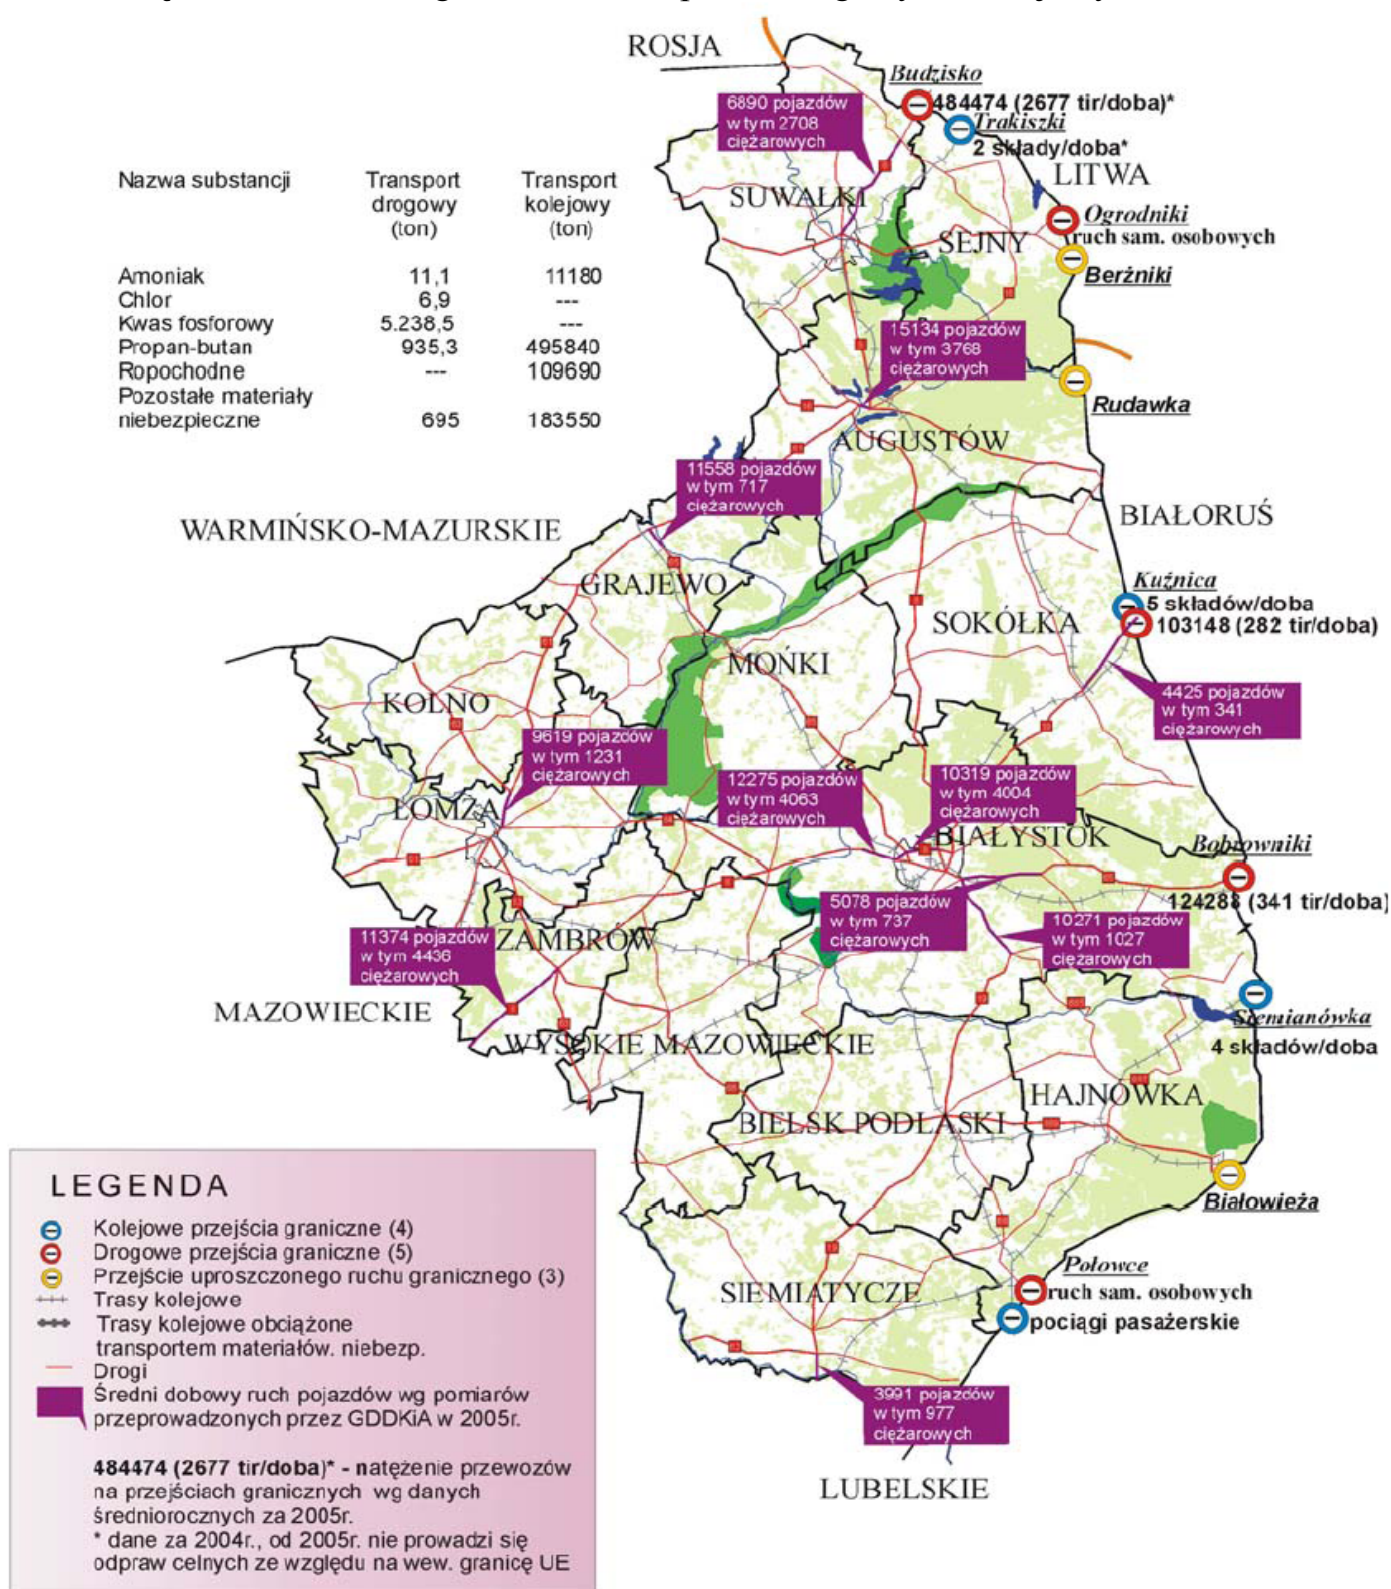 ROSJA
Budzisko
484474 (2677 tir/doba)*
Trakiszki
2 składy/doba*
6890 pojazdów
w tym 2708
ciężarowych
LITWA
SUWAŁKI
Ogrodniki
ruch sam. osobowych
SEJNY
Berżniki
Nazwa substancji Transport drogowy (ton) Transport kolejowy (ton)
Amoniak 11,1 11180
Chlor 6,9 ---
Kwas fosforowy 5.238,5 ---
Propan-butan 935,3 495840
Ropochodne --- 109690
Pozostałe materiały
niebezpieczne 695 183550
15134 pojazdów
w tym 3768
ciężarowych
Rudawka
AUGUSTÓW
11558 pojazdów
w tym 717
ciężarowych
WARMIŃSKO-MAZURSKIE
BIAŁORUŚ
GRAJEWO
Kuźnica
5 składów/doba
103148 (282 tir/doba)
SOKÓŁKA
MOŃKI
KOLNO
4425 pojazdów
w tym 341
ciężarowych
9619 pojazdów
w tym 1231
ciężarowych
12275 pojazdów
w tym 4063
ciężarowych
10319 pojazdów
w tym 4004
ciężarowych
ŁOMŻA
BIAŁYSTOK
Bobrowniki
124288 (341 tir/doba)
5078 pojazdów
w tym 737
ciężarowych
10271 pojazdów
w tym 1027
ciężarowych
11374 pojazdów
w tym 4436
ciężarowych
ZAMBRÓW
MAZOWIECKIE
Siemianówka
4 składów/doba
WYSOKIE MAZOWIECKIE
HAJNÓWKA
BIELSK PODLASKI
Białowieża
Połowce
ruch sam. osobowych
pociągi pasażerskie
SIEMIATYCZE
3991 pojazdów
w tym 977
ciężarowych
LUBELSKIE
LEGENDA
Kolejowe przejścia graniczne (4)
Drogowe przejścia graniczne (5)
Przejście uproszczonego ruchu granicznego (3)
Trasy kolejowe
Trasy kolejowe obciążone
transportem materiałów. niebezp.
Drogi
Średni dobowy ruch pojazdów wg pomiarów
przeprowadzonych przez GDDKiA w 2005r.
484474 (2677 tir/doba)* - natężenie przewozów
na przejściach granicznych wg danych
średniorocznych za 2005r.
* dane za 2004r., od 2005r. nie prowadzi się
odpraw celnych ze względu na wew. granicę UE